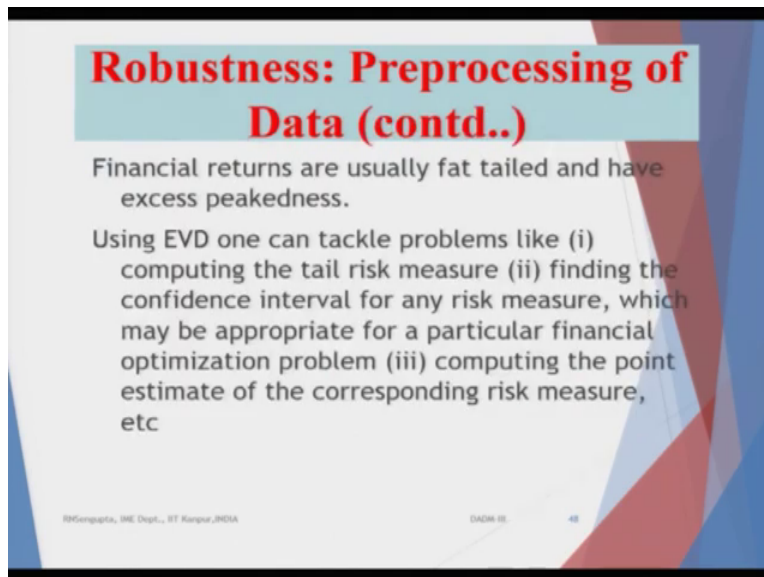 Robustness: Preprocessing of
Data (contd..)
Financial returns are usually fat tailed and have
excess peakedness.
Using EVD one can tackle problems like (i)
computing the tail risk measure (ii) finding the
confidence interval for any risk measure, which
may be appropriate for a particular financial
optimization problem (iii) computing the point
estimate of the corresponding risk measure,
etc
RNSengupta, IME Dept., IIT Kanpur,INDIA
DADM-III
48